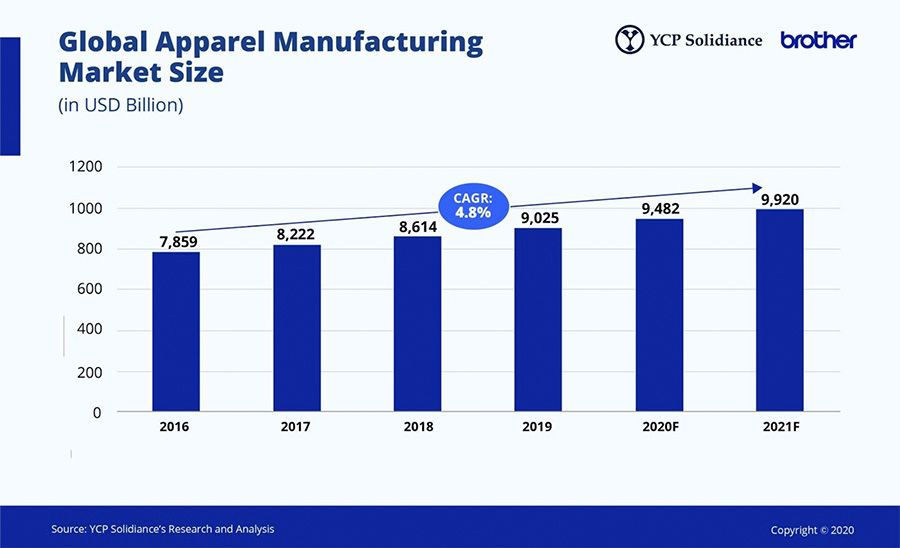 Global Apparel Manufacturing
Market Size
(in USD Billion)
YCP Solidiance
brother
1200
1000
800
600
400
200
0
CAGR:
4.8%
7,859
8,222
8,614
9,025
9,482
9,920
2016
2017
2018
2019
2020F
2021F
Source: YCP Solidiance's Research and Analysis
Copyright © 2020